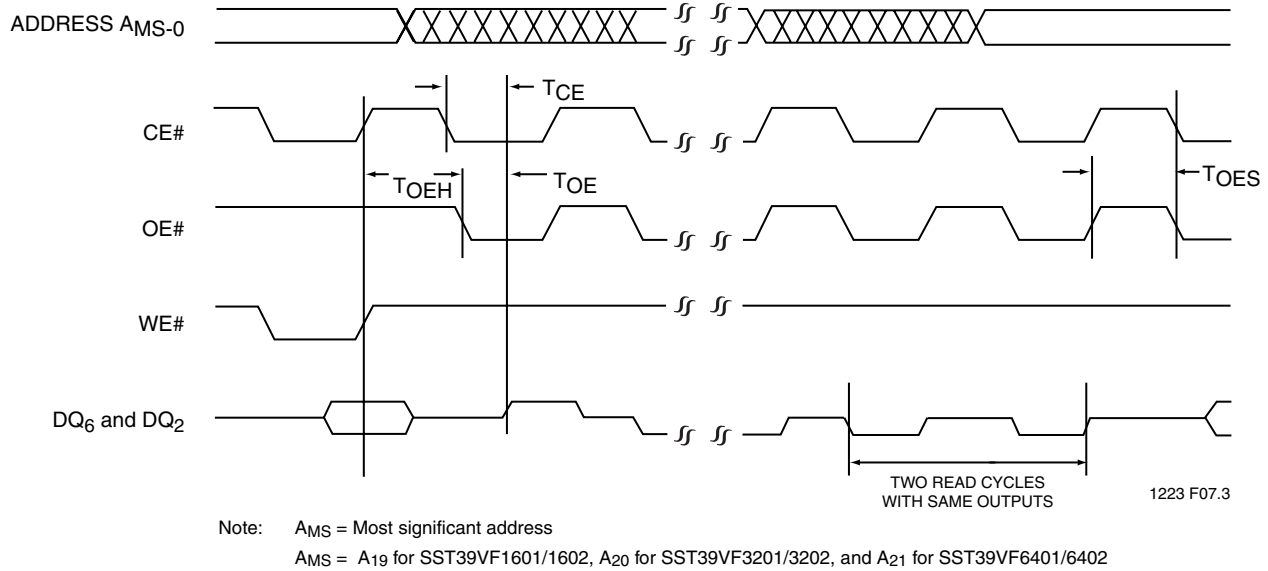 ADDRESS AMS-0
TCE
CE#
TOEH
TOE
TOES
OE#
WE#
DQ6 and DQ2
TWO READ CYCLES
WITH SAME OUTPUTS
1223 F07.3
Note: AMS = Most significant address
AMS = A19 for SST39VF1601/1602, A20 for SST39VF3201/3202, and A21 for SST39VF6401/6402